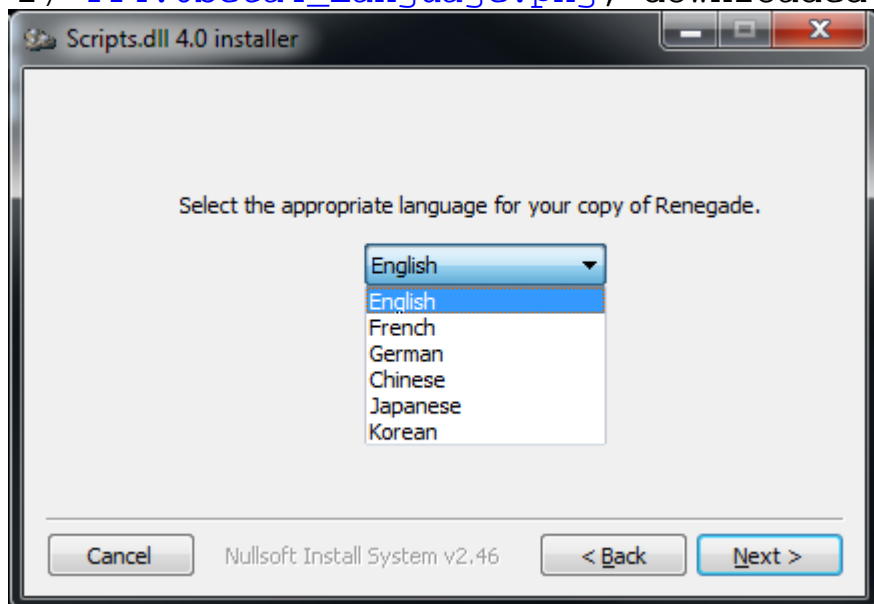 Scripts.dll 4.0 installer
Select the appropriate language for your copy of Renegade.
English
English
French
German
Chinese
Japanese
Korean
Cancel
Nullsoft Install System v2.46
< Back
Next >